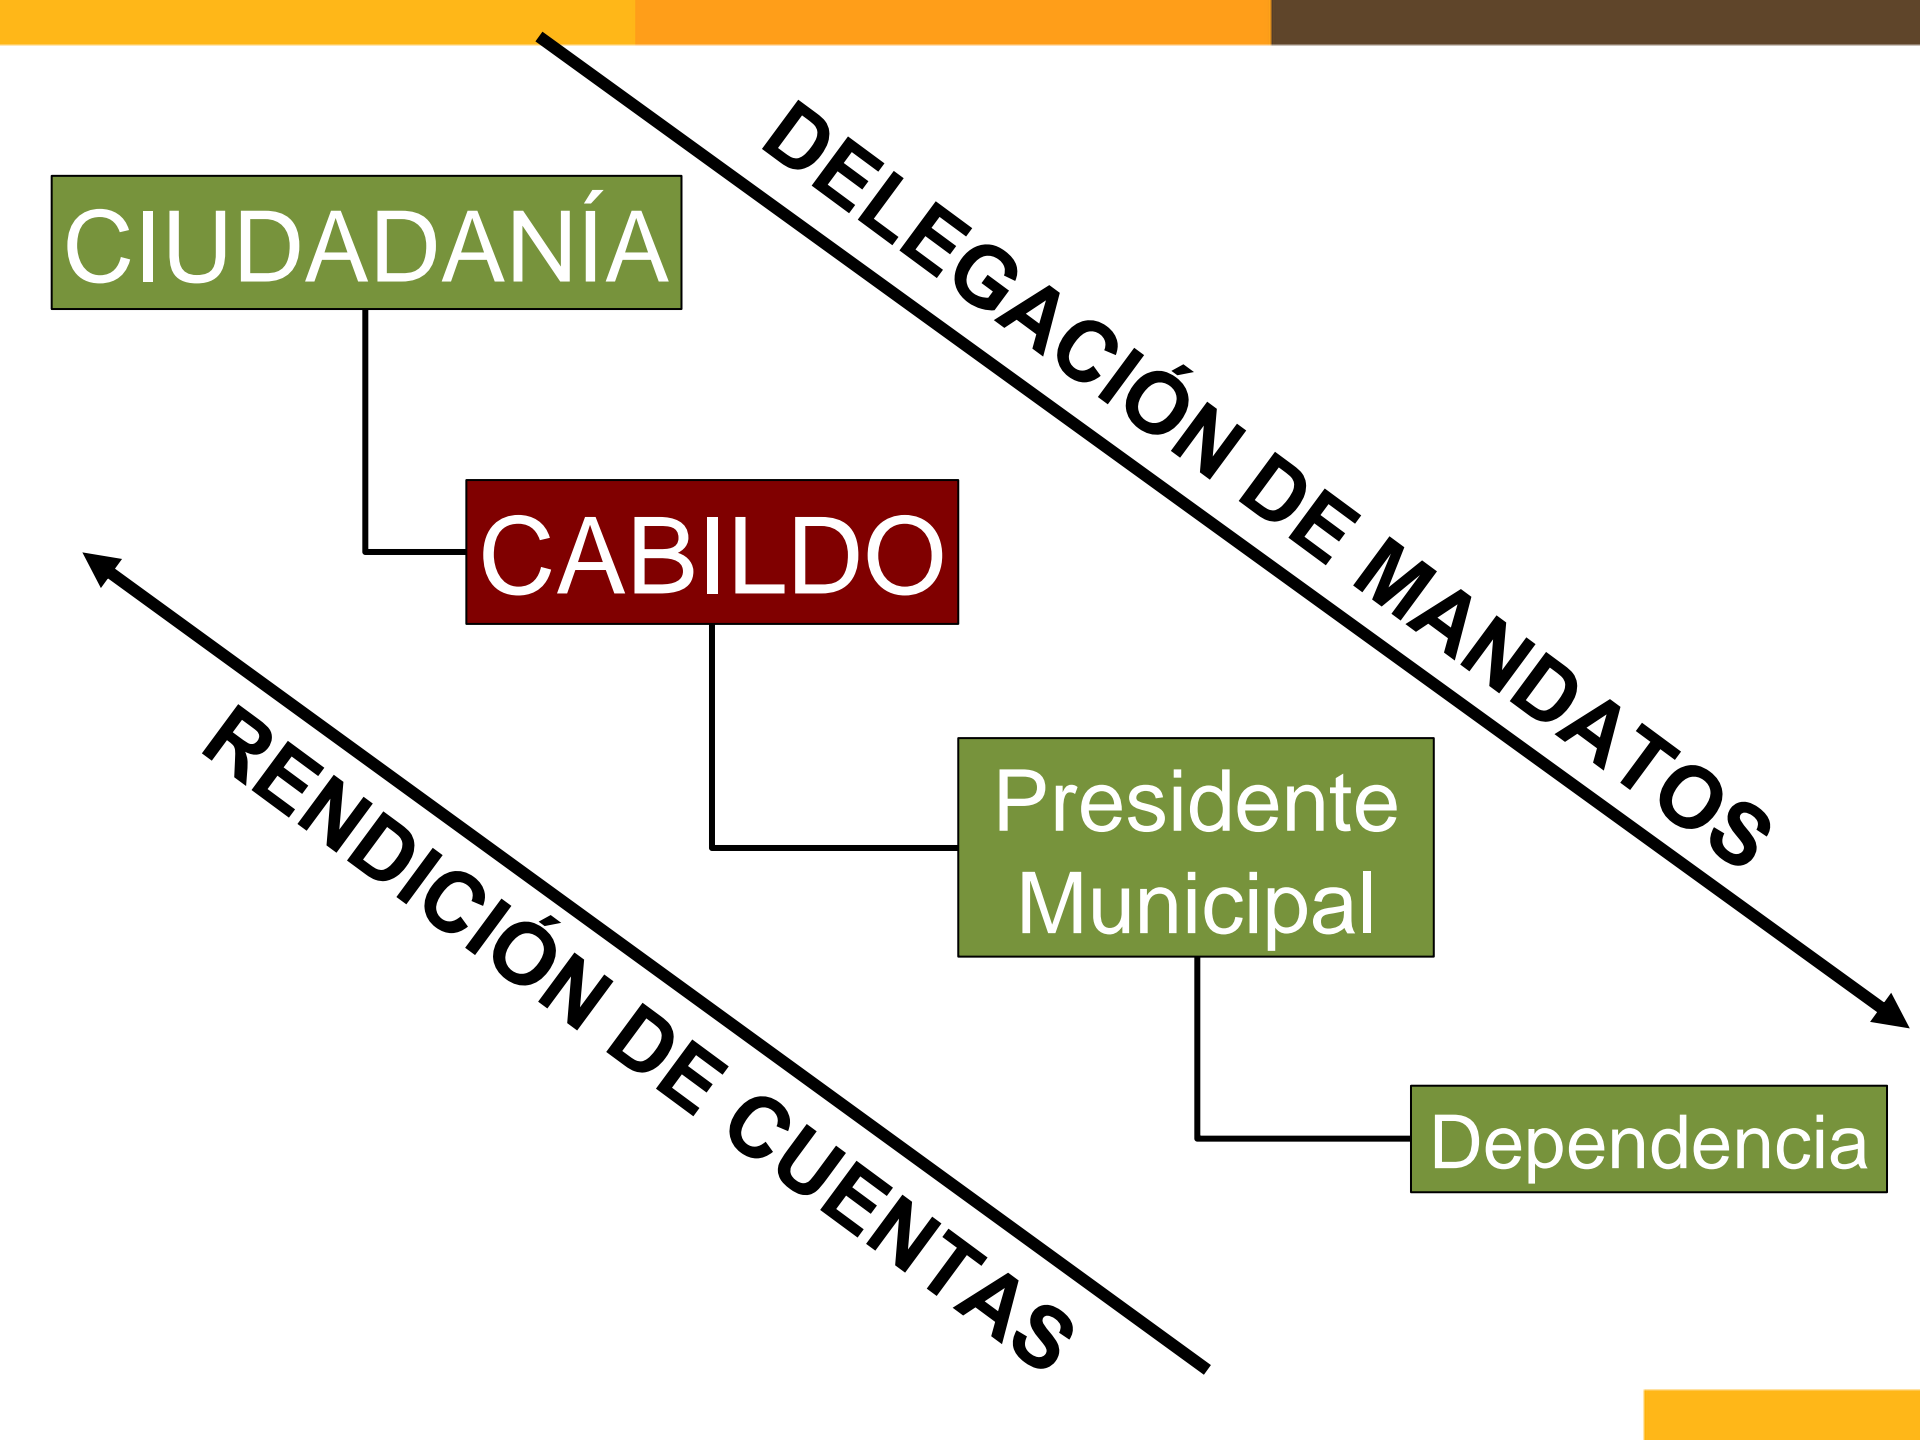 DELEGACIÓN DE MANDATOS
CIUDADANÍA
CABILDO
Presidente
Municipal
RENDICIÓN DE CUENTAS
Dependencia